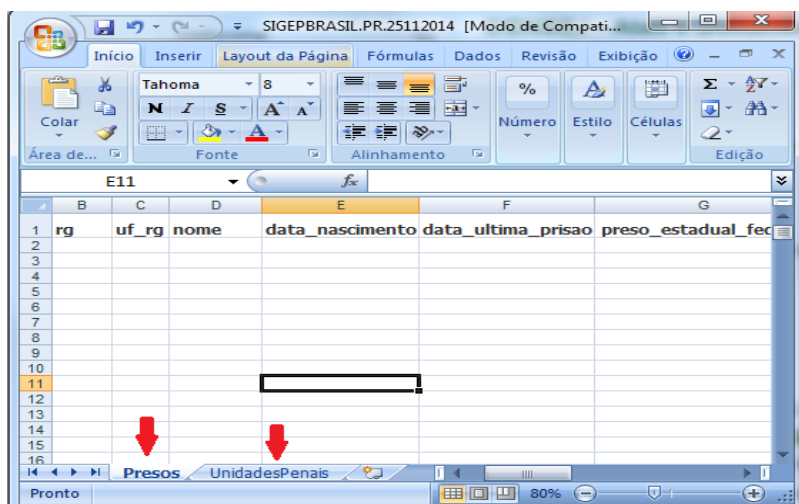 SIGEPBRASIL.PR.25112014 [Modo de Compati...
Início Inserir Layout da Página Fórmulas Dados Revisão Exibição
Colar
Tahoma 8
N I S A A
A
%
Número
Estilo
Células
Σ
Área de... Fonte Alinhamento Edição
E11 fx
B C D E F G
1 rg uf_rg nome data_nascimento data_ultima_prisao preso_estadual_fed
2
3
4
5
6
7
8
9
10
11
12
13
14
15
16
Presos UnidadesPenais
Pronto 80%